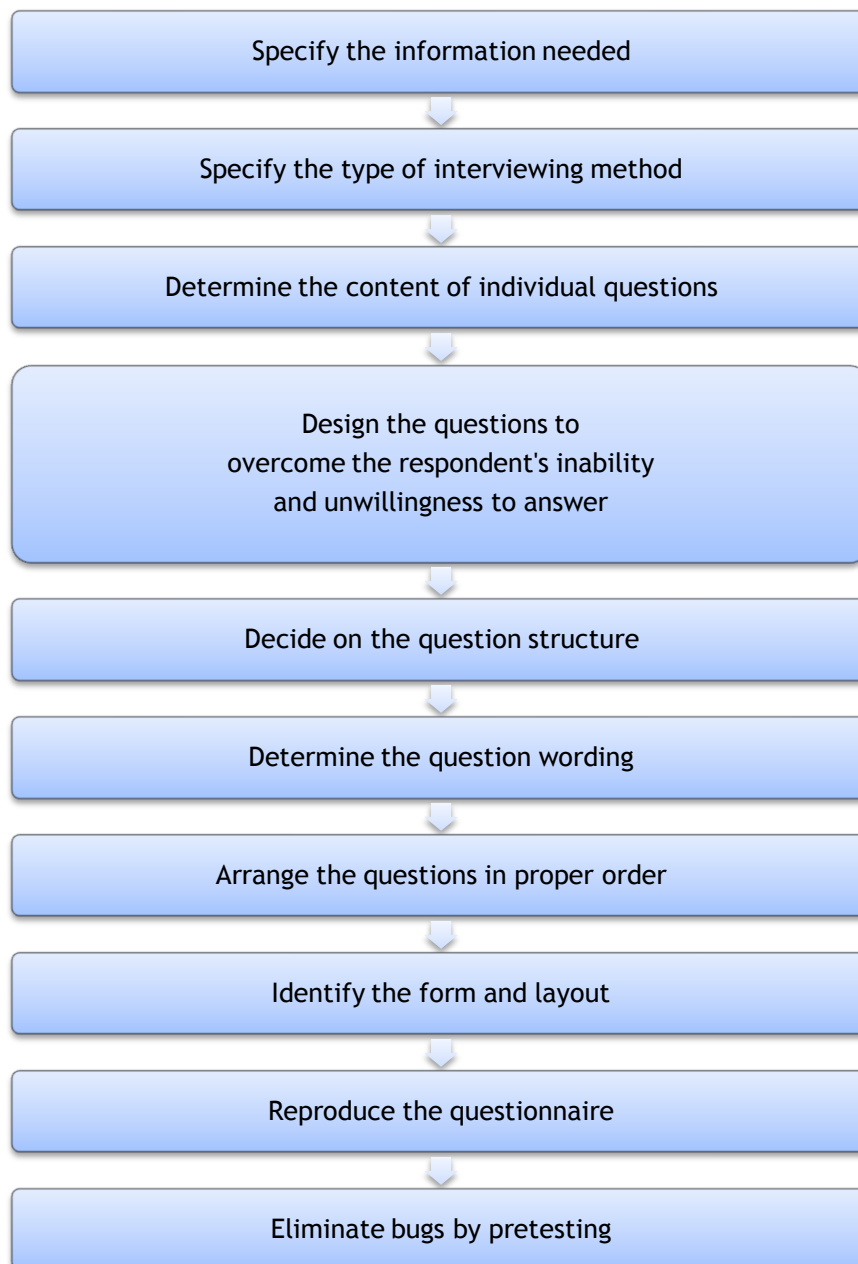 Specify the information needed
Specify the type of interviewing method
Determine the content of individual questions
Design the questions to
overcome the respondent's inability
and unwillingness to answer
Decide on the question structure
Determine the question wording
Arrange the questions in proper order
Identify the form and layout
Reproduce the questionnaire
Eliminate bugs by pretesting